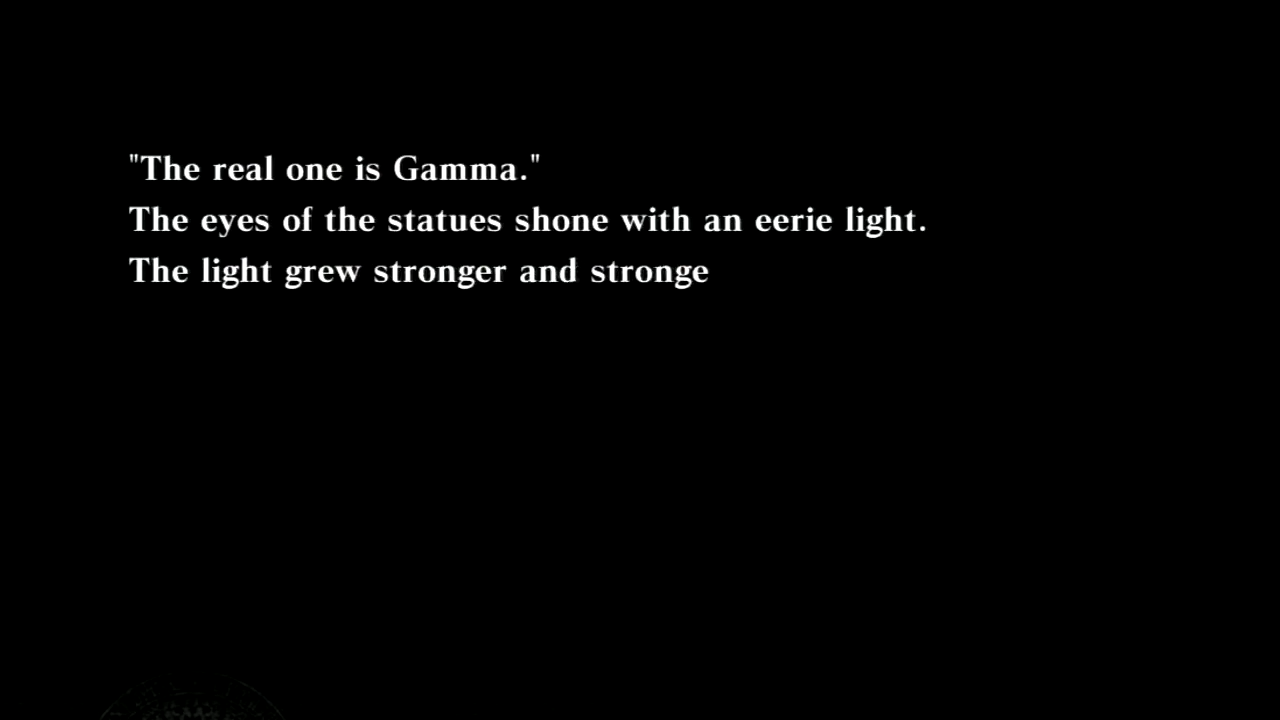 "The real one is Gamma."
The eyes of the statues shone with an eerie light.
The light grew stronger and stronge